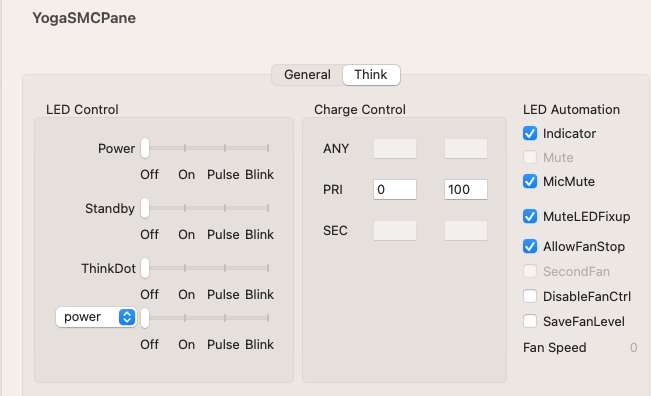 YogaSMCPane
General Think
LED Control
Power
Off On Pulse Blink
Standby
Off On Pulse Blink
ThinkDot
Off On Pulse Blink
power
Off On Pulse Blink
Charge Control
ANY
PRI 0 100
SEC
LED Automation
Indicator
Mute
MicMute
MuteLEDFixup
AllowFanStop
SecondFan
DisableFanCtrl
SaveFanLevel
Fan Speed 0